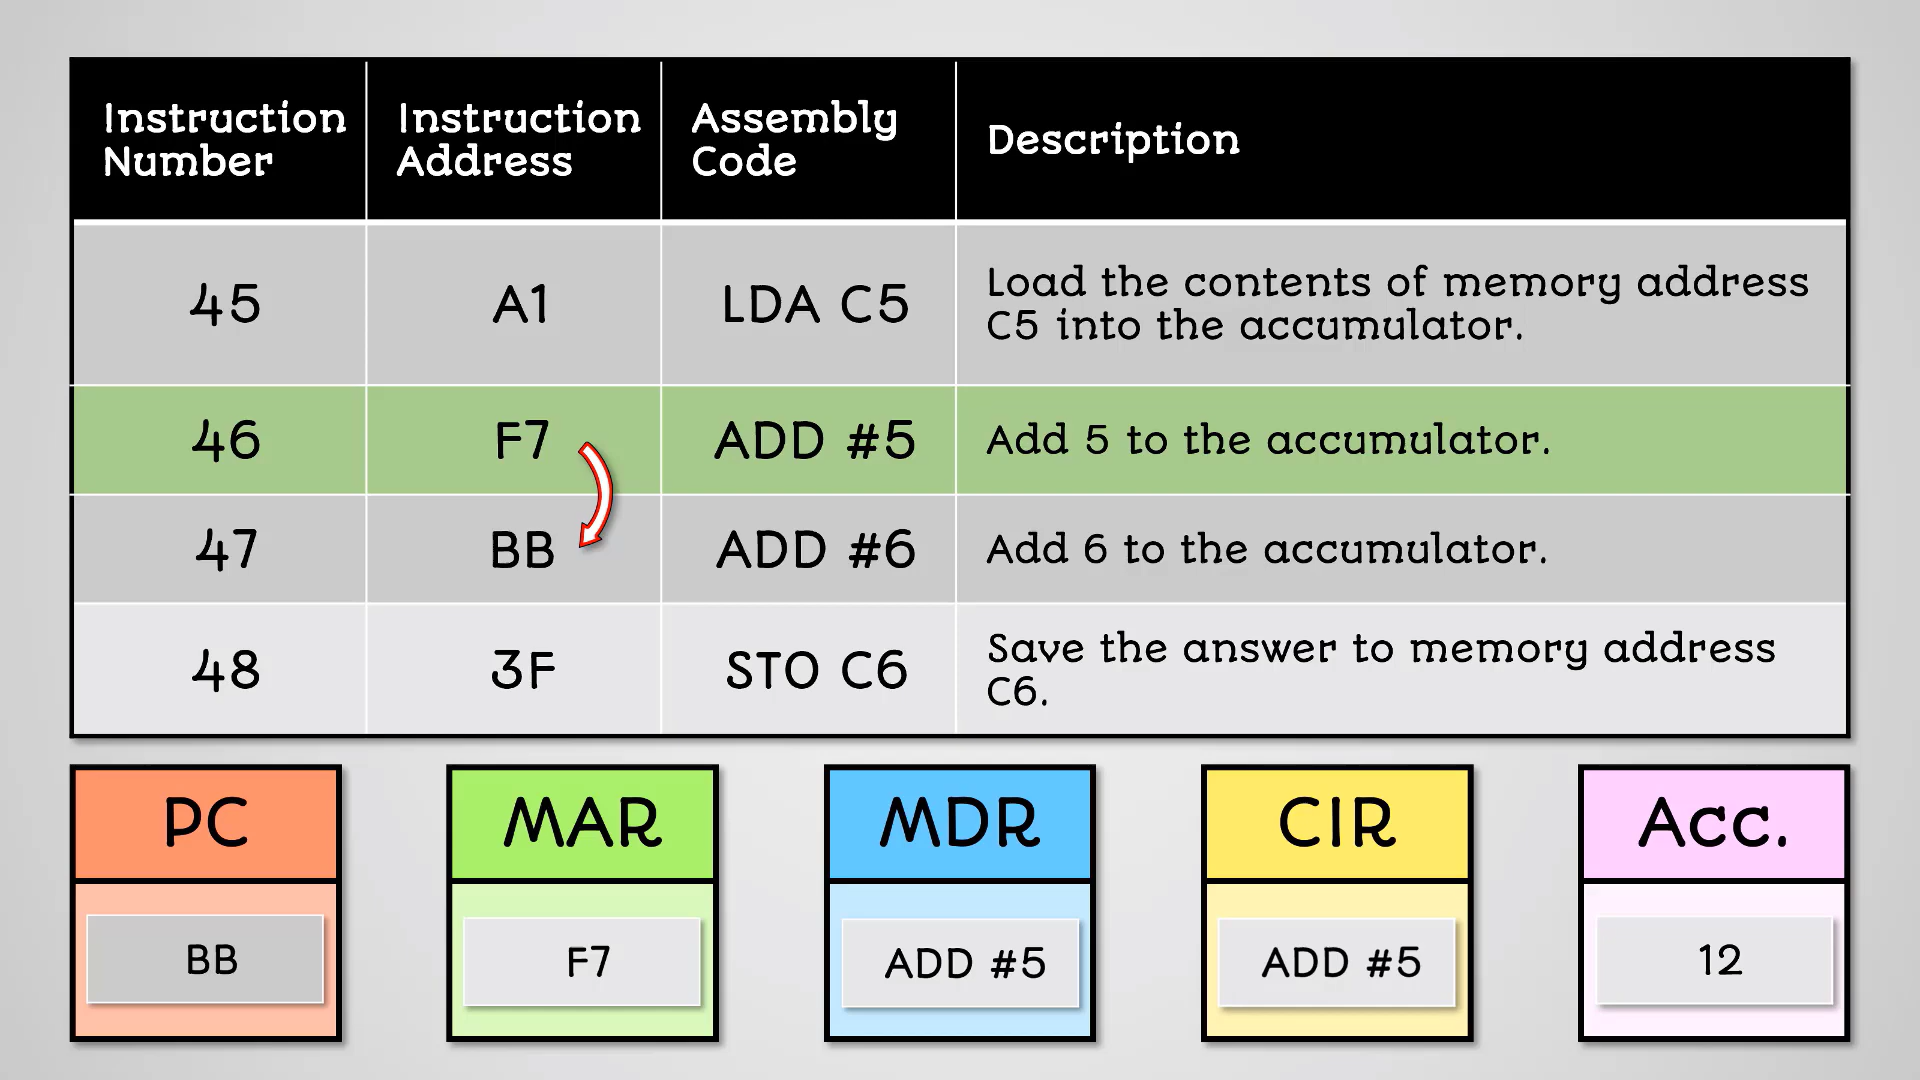 Instruction Number
Instruction Address
Assembly Code
Description
45
A1
LDA C5
Load the contents of memory address
C5 into the accumulator.
46
F7
ADD #5
Add 5 to the accumulator.
47
BB
ADD #6
Add 6 to the accumulator.
48
3F
STO C6
Save the answer to memory address
C6.
PC
MAR
MDR
CIR
Acc.
BB
F7
ADD #5
ADD #5
12